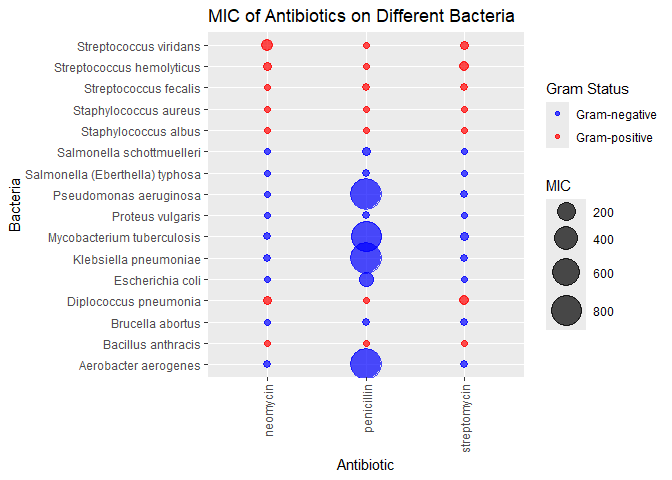 MIC of Antibiotics on Different Bacteria
Streptococcus viridans
Streptococcus hemolyticus
Streptococcus fecalis
Staphylococcus aureus
Staphylococcus albus
Salmonella schottmuelleri
Salmonella (Eberthella) typhosa
Pseudomonas aeruginosa
Proteus vulgaris
Mycobacterium tuberculosis
Klebsiella pneumoniae
Escherichia coli
Diplococcus pneumonia
Brucella abortus
Bacillus anthracis
Aerobacter aerogenes
Bacteria
neomycin
penicillin
streptomycin
Antibiotic
Gram Status
Gram-negative
Gram-positive
MIC
200
400
600
800